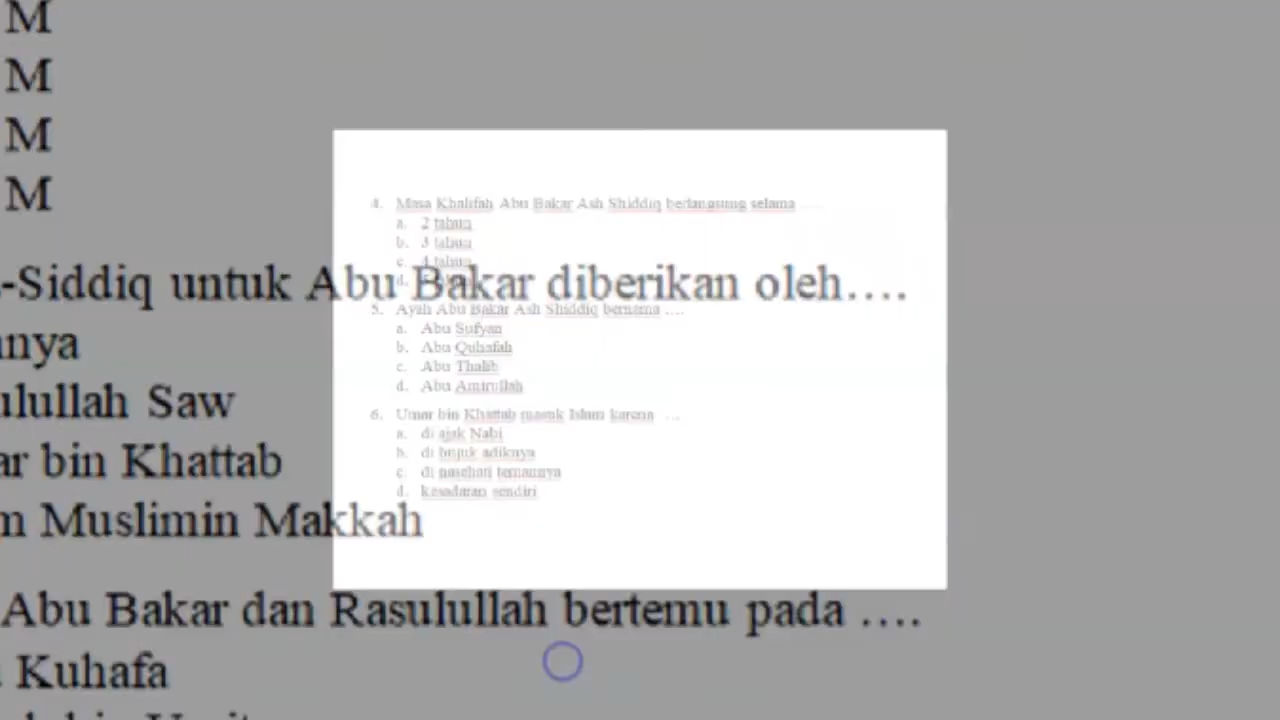 M
M
M
M
4. Masa Khalifah Abu Bakar Ash Shiddiq berlangsung selama ....
a. 2 tahun
b. 3 tahun
c. 4 tahun
d.
-Siddiq untuk Abu Bakar diberikan oleh….
5. Ayah Abu Bakar Ash Shiddiq bernama ….
a. Abu Sufyan
b. Abu Quhafah
c. Abu Thalib
d. Abu Amirullah
nya
ulullah Saw
6. Umar bin Khattab masuk Islam karena ….
a. di ajak Nabi
b. di bujuk adiknya
c. di nasehati temannya
d. kesadaran sendiri
ar bin Khattab
m Muslimin Makkah
Abu Bakar dan Rasulullah bertemu pada ….
Kuhafa